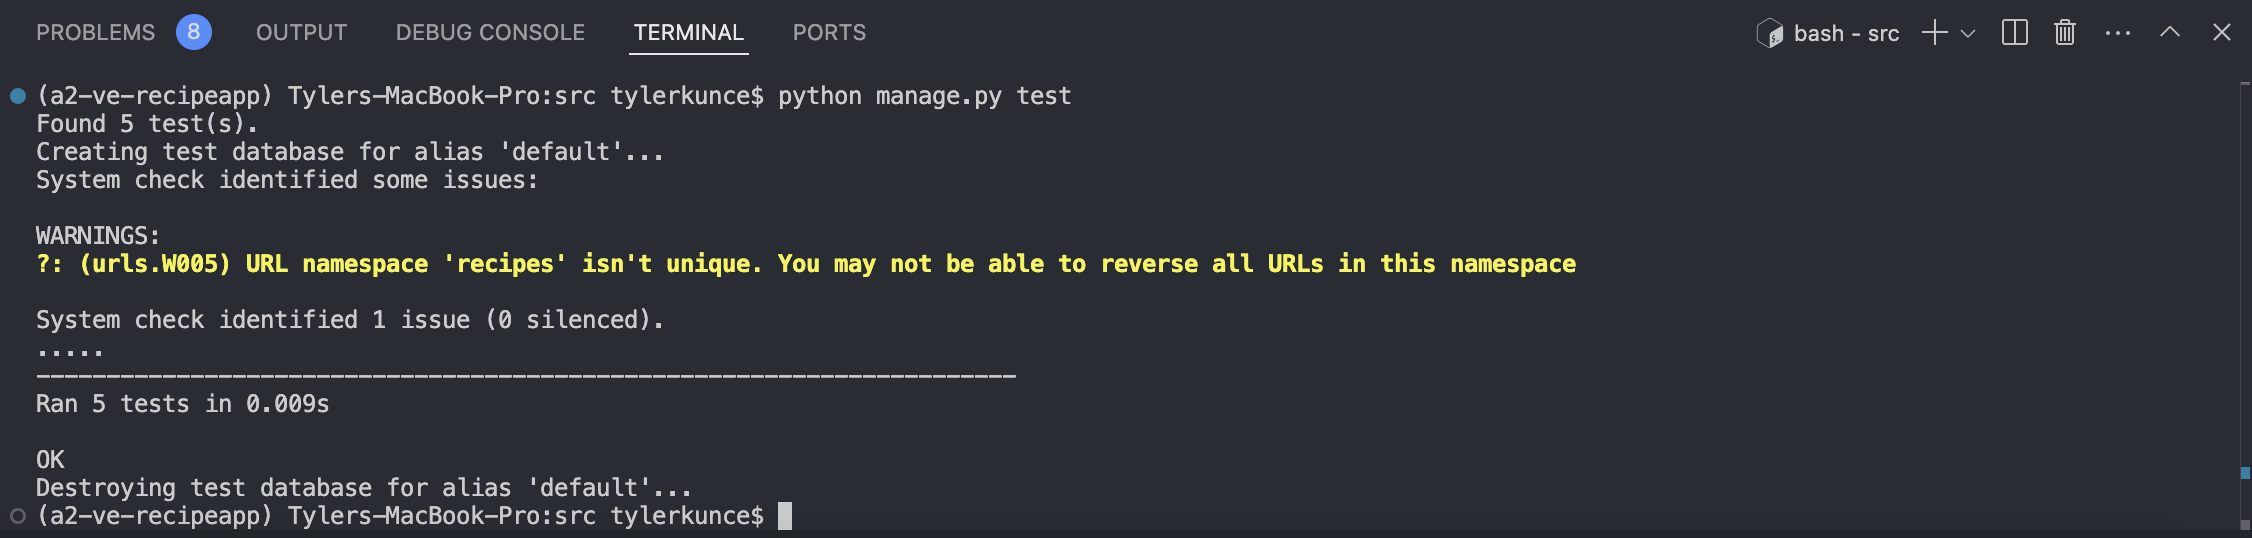 PROBLEMS 8 OUTPUT DEBUG CONSOLE TERMINAL PORTS bash - src
(a2-ve-recipeapp) Tylers-MacBook-Pro:src tylerkunce$ python manage.py test
Found 5 test(s).
Creating test database for alias 'default'...
System check identified some issues:
WARNINGS:
?: (urls.W005) URL namespace 'recipes' isn't unique. You may not be able to reverse all URLs in this namespace
System check identified 1 issue (0 silenced).
.....
----------------------------------------------------------------------
Ran 5 tests in 0.009s
OK
Destroying test database for alias 'default'...
(a2-ve-recipeapp) Tylers-MacBook-Pro:src tylerkunce$